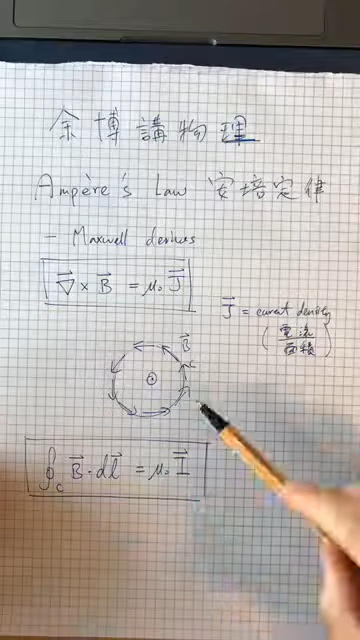 余博講物理
Ampère's Law 安培定律
- Maxwell derives
∇⃗ × B⃗ = μ₀ J⃗
J⃗ = current density
(電流/面積)
B⃗
∮c B⃗ · dl⃗ = μ₀ I⃗